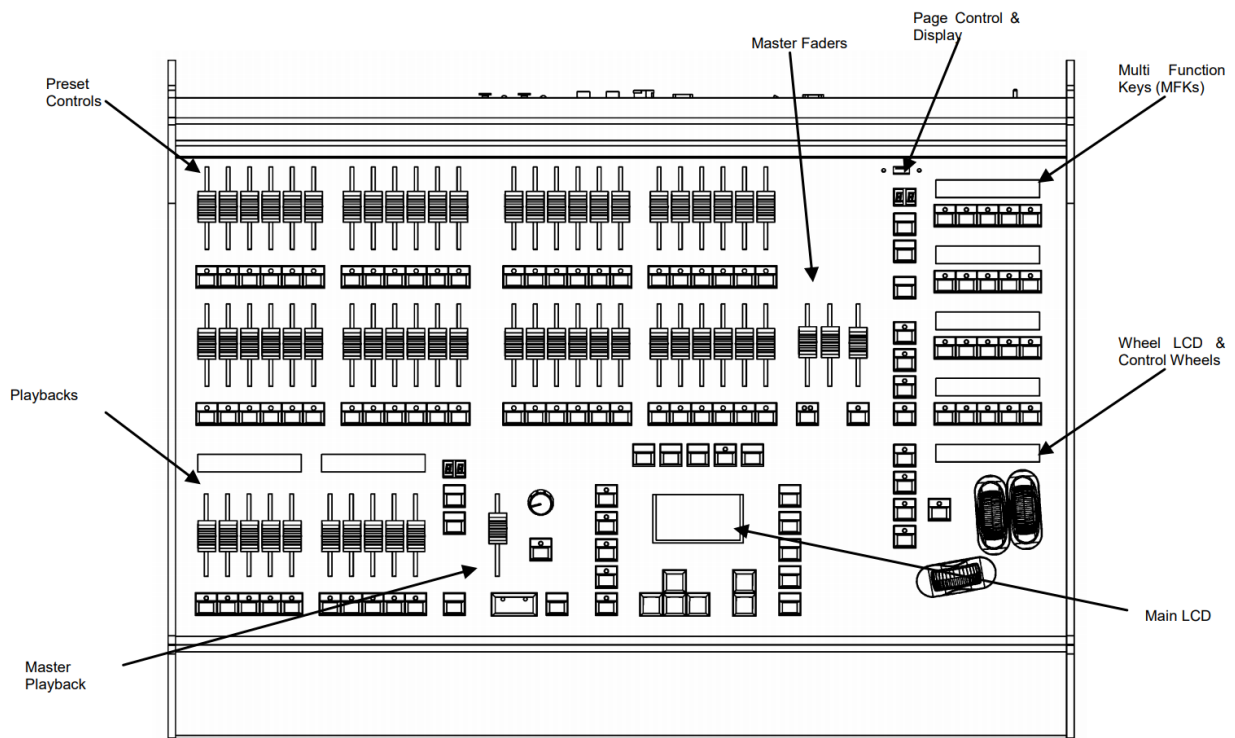 Page Control &
Display
Master Faders
Multi Function
Keys (MFKs)
Preset
Controls
Wheel LCD &
Control Wheels
Playbacks
Main LCD
Master
Playback